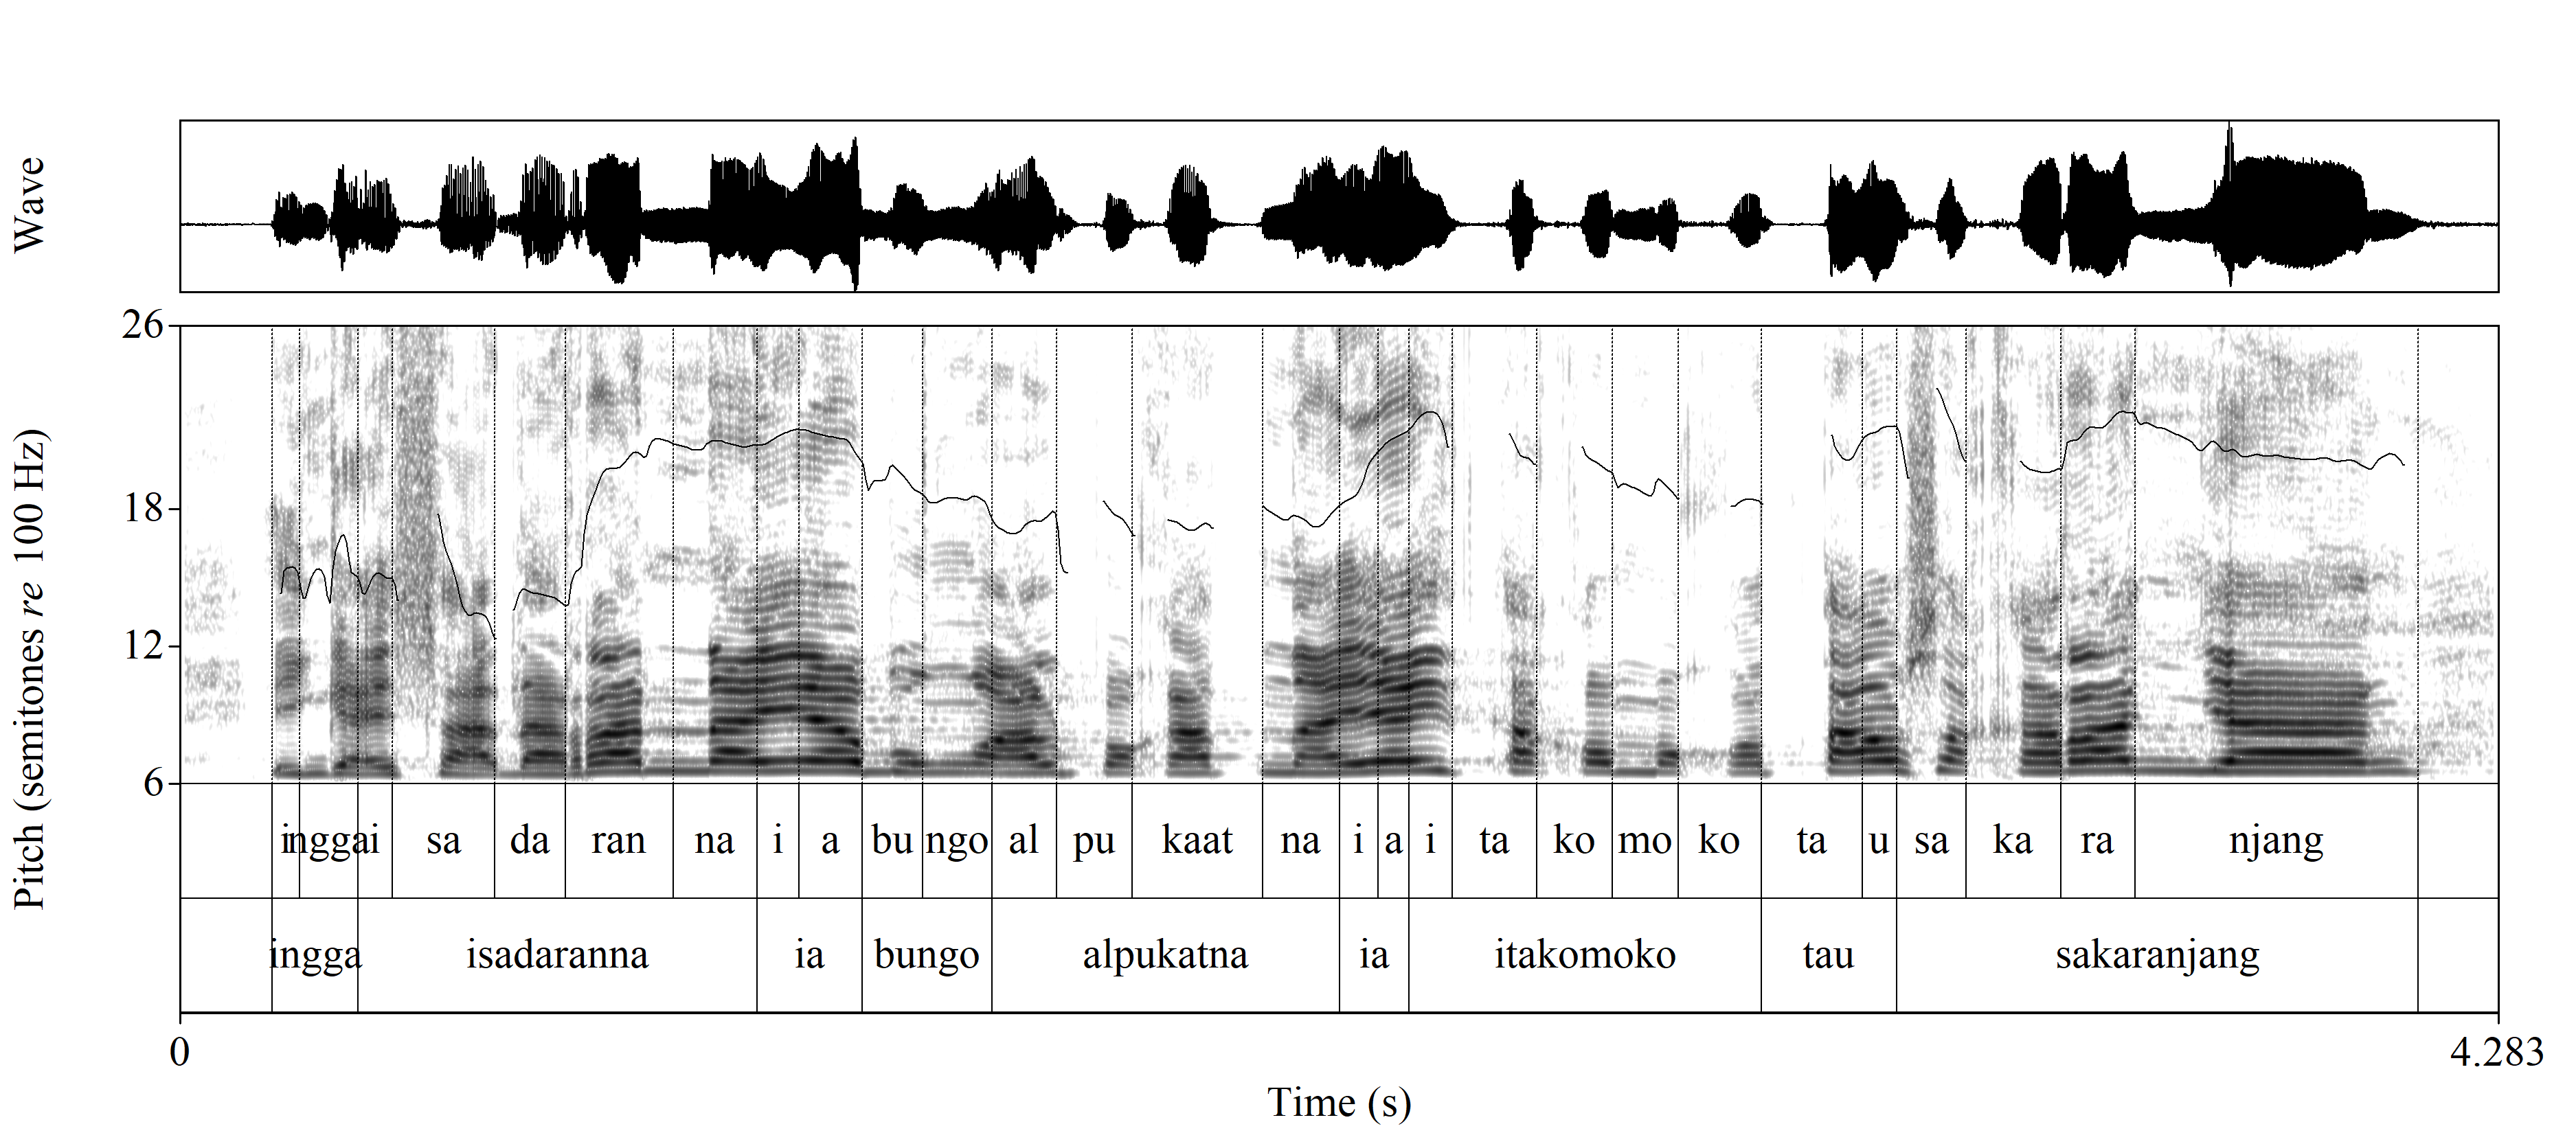 Wave
Pitch (semitones re 100 Hz)
26
18
12
6
i ngga i sa da ran na i a bu ngo al pu kaat na i a i ta ko mo ko ta u sa ka ra njang
ingga isadaranna ia bungo alpukatna ia itakomoko tau sakaranjang
0 4.283
Time (s)